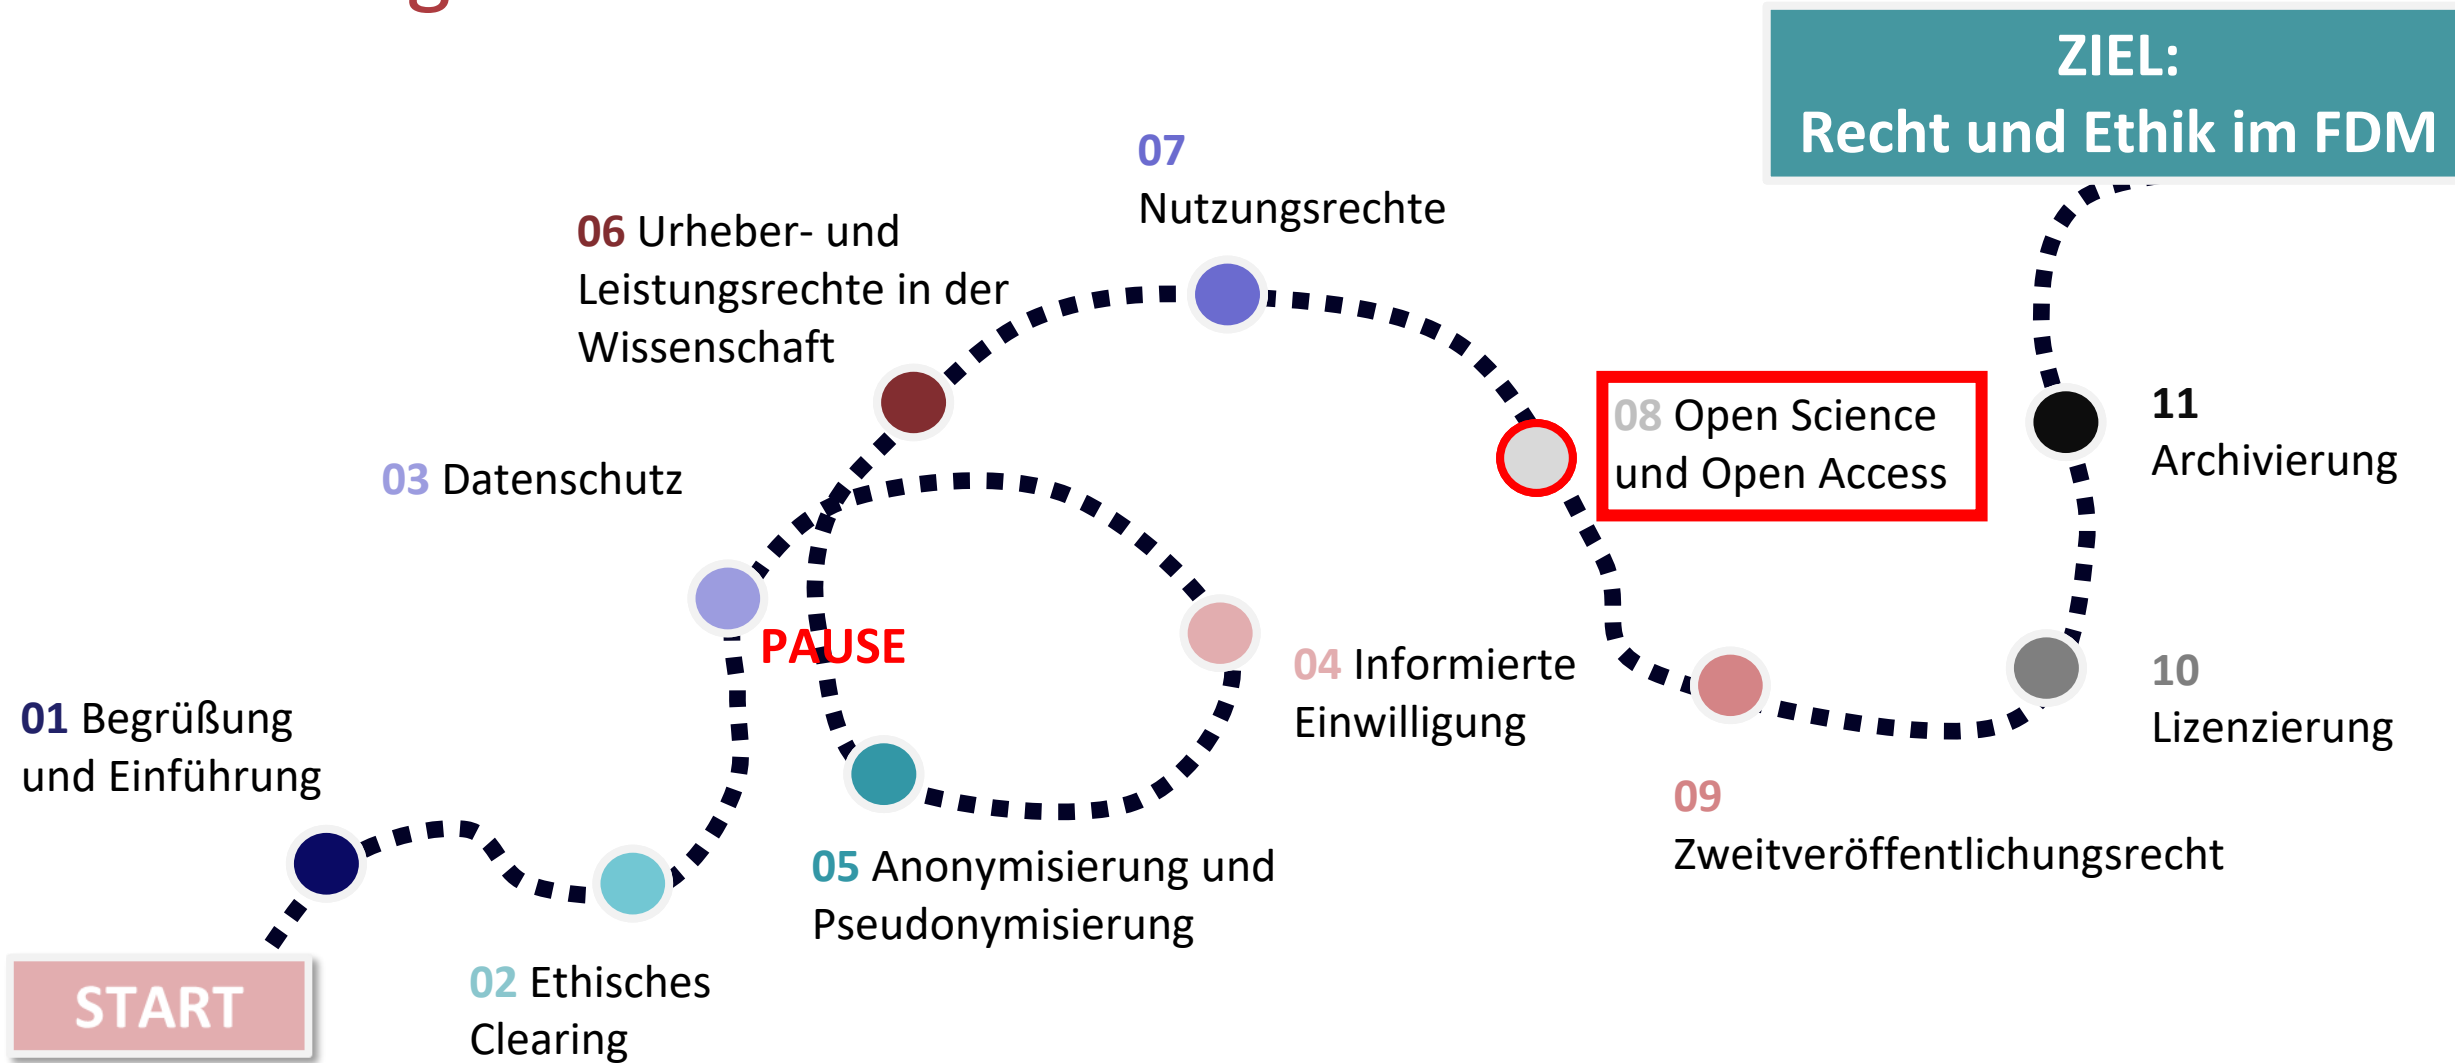 ZIEL:
Recht und Ethik im FDM
07
Nutzungsrechte
06 Urheber- und
Leistungsrechte in der
Wissenschaft
08 Open Science
und Open Access
11
Archivierung
03 Datenschutz
PAUSE
04 Informierte
Einwilligung
10
Lizenzierung
01 Begrüßung
und Einführung
09
Zweitveröffentlichungsrecht
05 Anonymisierung und
Pseudonymisierung
02 Ethisches
Clearing
START